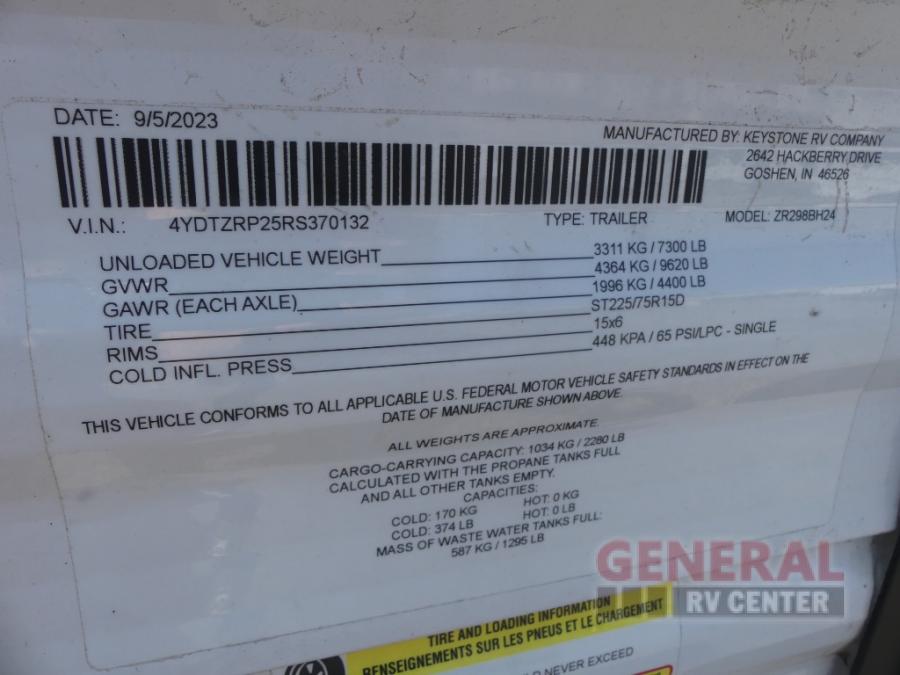 DATE: 9/5/2023
MANUFACTURED BY: KEYSTONE RV COMPANY
2642 HACKBERRY DRIVE
GOSHEN, IN 46526
V.I.N.: 4YDTZRP25RS370132 TYPE: TRAILER MODEL: ZR298BH24
UNLOADED VEHICLE WEIGHT 3311 KG / 7300 LB
GVWR 4364 KG / 9620 LB
GAWR (EACH AXLE) 1996 KG / 4400 LB
TIRE ST225/75R15D
RIMS 15x6
COLD INFL. PRESS 448 KPA / 65 PSI/LPC - SINGLE
THIS VEHICLE CONFORMS TO ALL APPLICABLE U.S. FEDERAL MOTOR VEHICLE SAFETY STANDARDS IN EFFECT ON THE
DATE OF MANUFACTURE SHOWN ABOVE.
ALL WEIGHTS ARE APPROXIMATE.
CARGO-CARRYING CAPACITY: 1034 KG / 2280 LB
CALCULATED WITH THE PROPANE TANKS FULL
AND ALL OTHER TANKS EMPTY.
CAPACITIES:
COLD: 170 KG HOT: 0 KG
COLD: 374 LB HOT: 0 LB
MASS OF WASTE WATER TANKS FULL:
587 KG / 1295 LB
GENERAL
RV CENTER
TIRE AND LOADING INFORMATION
RENSEIGNEMENTS SUR LES PNEUS ET LE CHARGEMENT
NEVER EXCEED